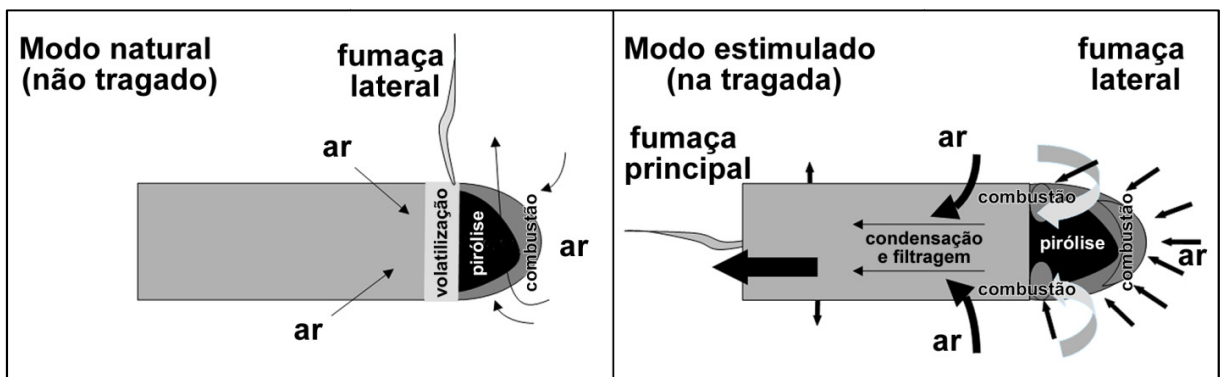 Modo natural
(não tragado)
fumaça
lateral
ar
ar
volatilização
pirólise
combustão
ar
Modo estimulado
(na tragada)
fumaça
lateral
fumaça
principal
ar
combustão
condensação
e filtragem
combustão
pirólise
combustão
ar
ar